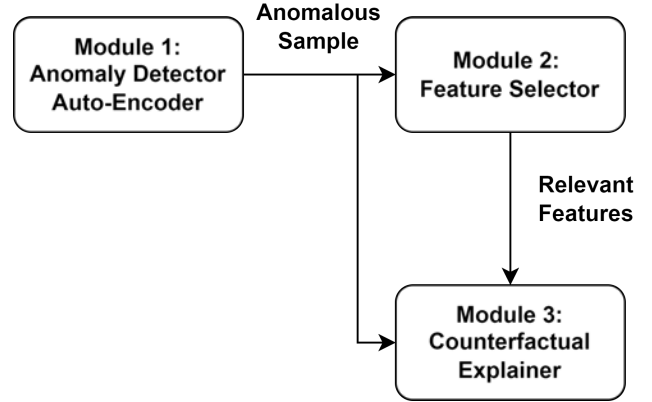 Module 1:
Anomaly Detector
Auto-Encoder
Anomalous
Sample
Module 2:
Feature Selector
Relevant
Features
Module 3:
Counterfactual
Explainer